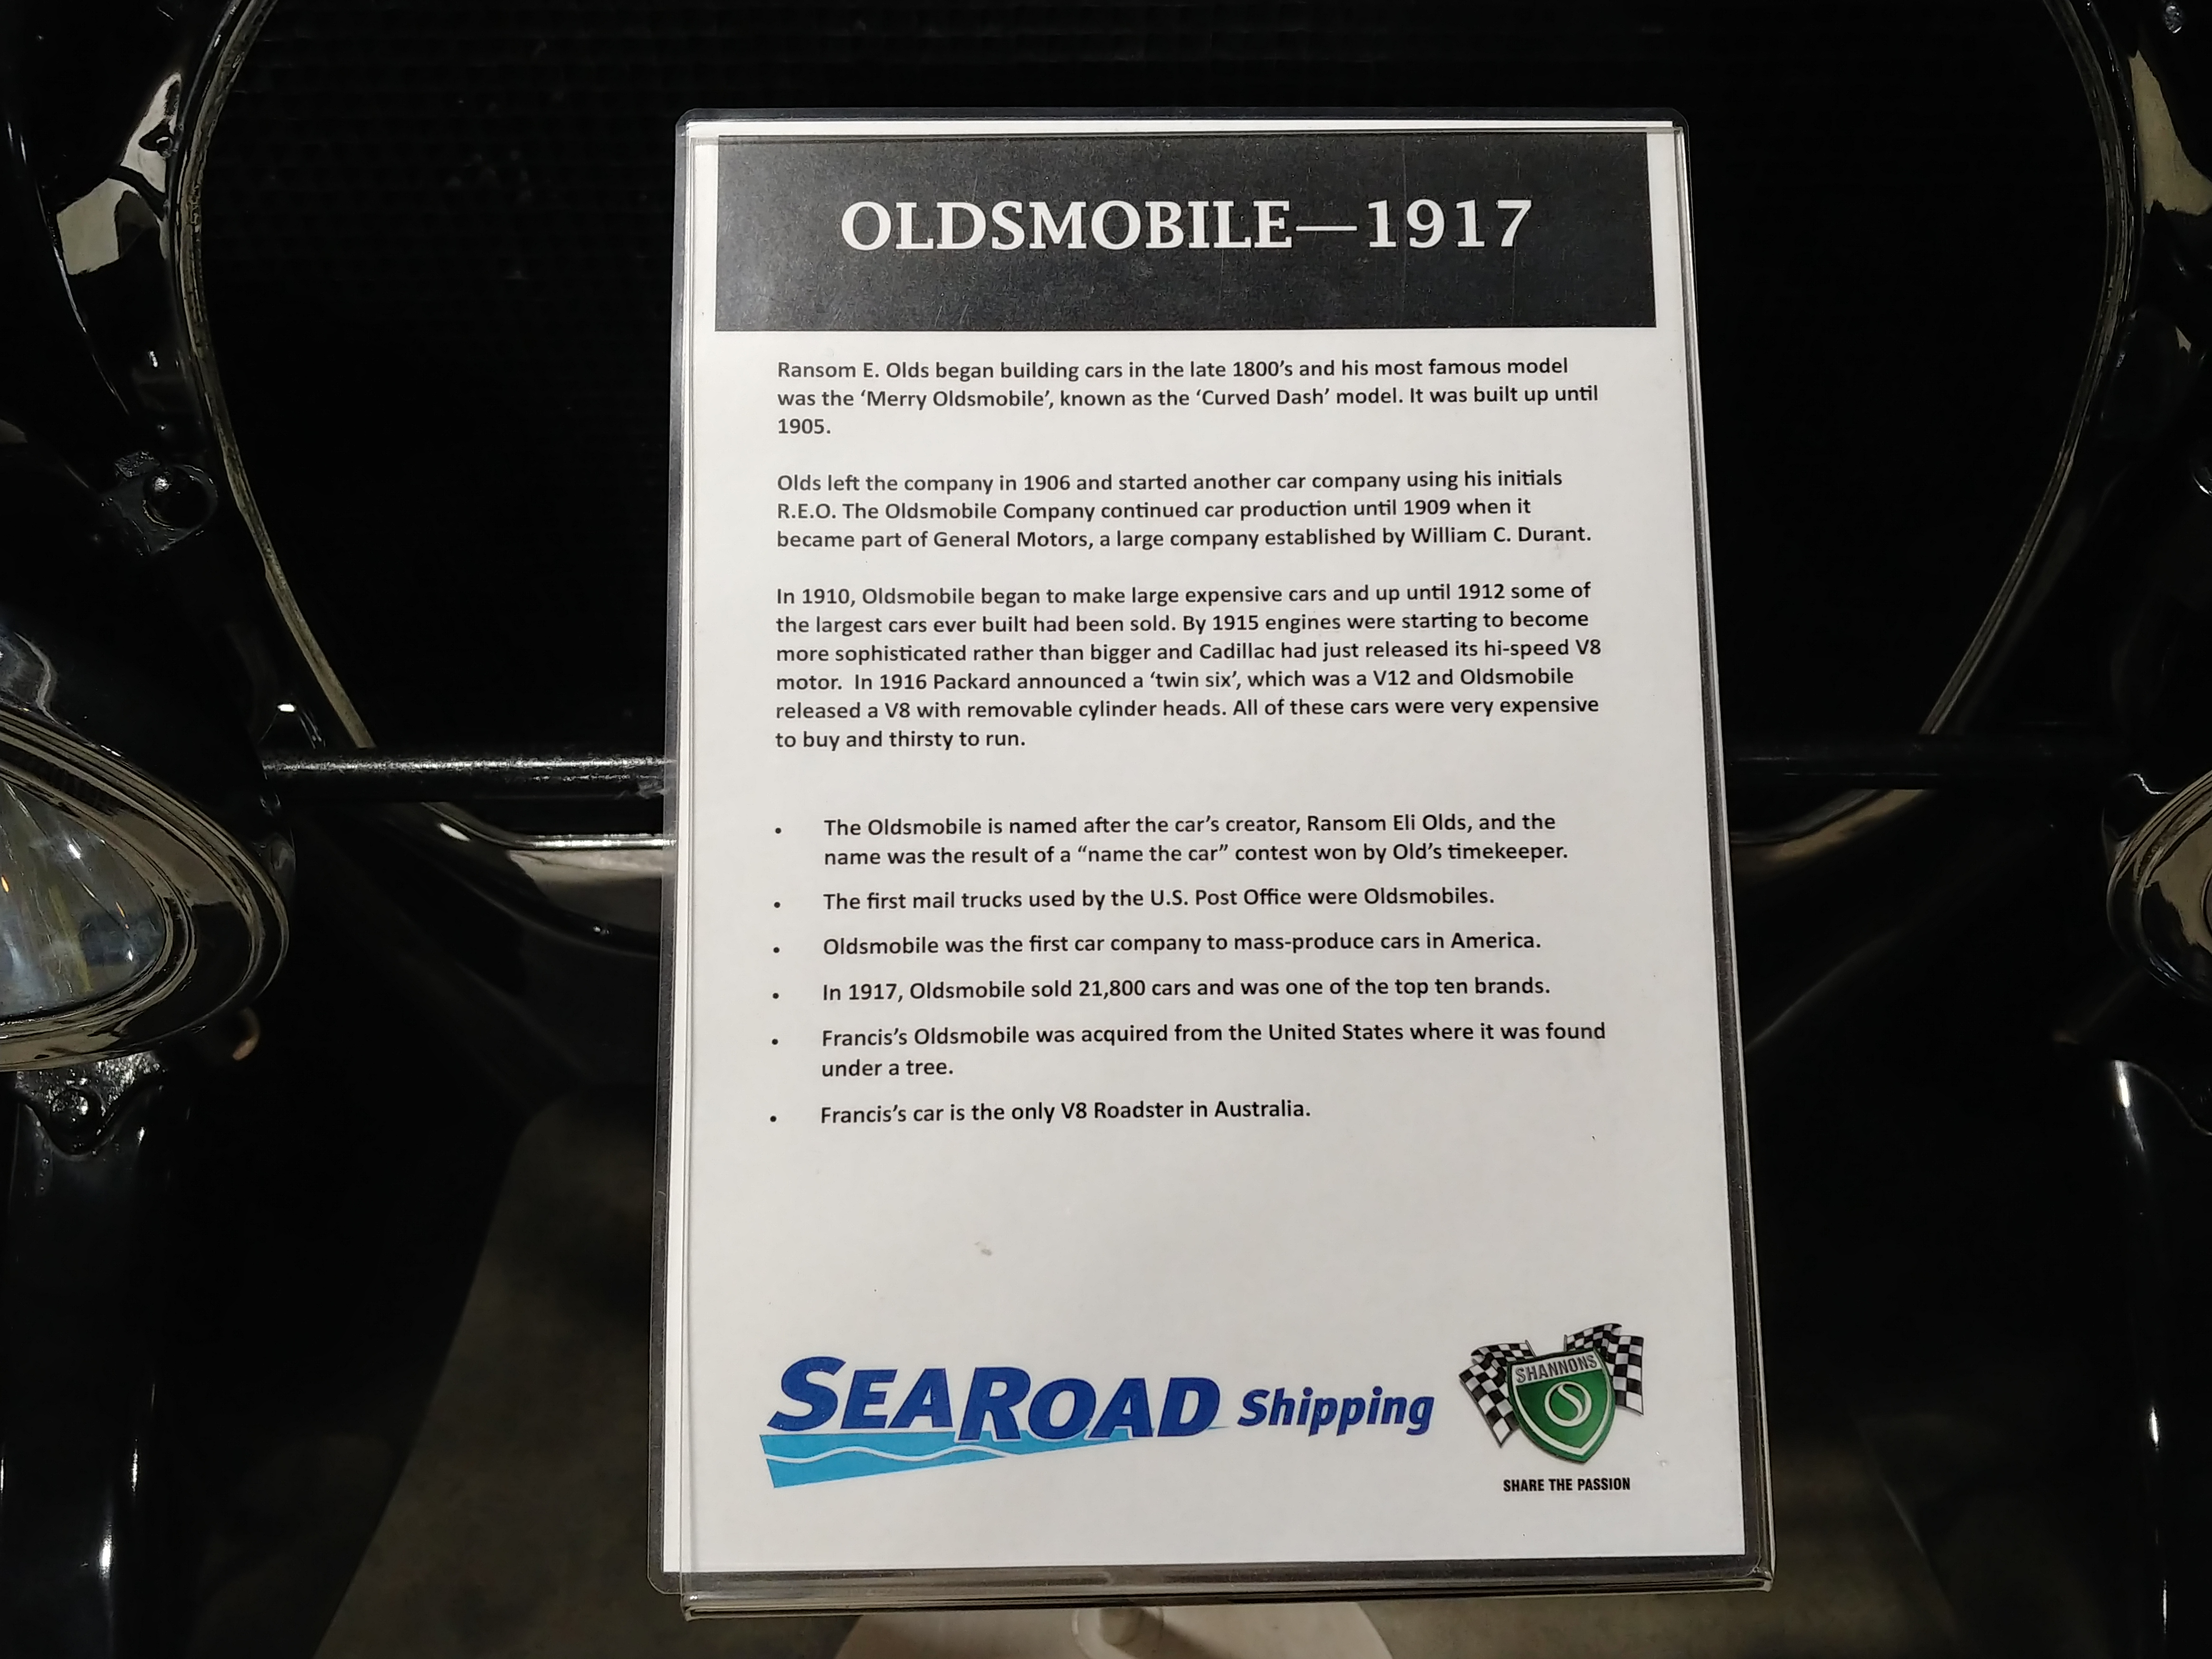 OLDSMOBILE—1917
Ransom E. Olds began building cars in the late 1800’s and his most famous model
was the ‘Merry Oldsmobile’, known as the ‘Curved Dash’ model. It was built up until
1905.
Olds left the company in 1906 and started another car company using his initials
R.E.O. The Oldsmobile Company continued car production until 1909 when it
became part of General Motors, a large company established by William C. Durant.
In 1910, Oldsmobile began to make large expensive cars and up until 1912 some of
the largest cars ever built had been sold. By 1915 engines were starting to become
more sophisticated rather than bigger and Cadillac had just released its hi-speed V8
motor.  In 1916 Packard announced a ‘twin six’, which was a V12 and Oldsmobile
released a V8 with removable cylinder heads. All of these cars were very expensive
to buy and thirsty to run.
• The Oldsmobile is named after the car’s creator, Ransom Eli Olds, and the
name was the result of a “name the car” contest won by Old’s timekeeper.
• The first mail trucks used by the U.S. Post Office were Oldsmobiles.
• Oldsmobile was the first car company to mass-produce cars in America.
• In 1917, Oldsmobile sold 21,800 cars and was one of the top ten brands.
• Francis’s Oldsmobile was acquired from the United States where it was found
under a tree.
• Francis’s car is the only V8 Roadster in Australia.
SEAROAD Shipping
SHANNONS
SHARE THE PASSION